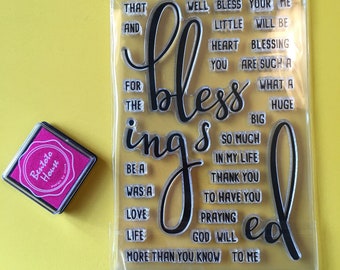 THAT WELL BLESS YOUR ME
AND LITTLE WILL BE
HEART BLESSING
YOU ARE SUCH A
bless
FOR WHAT A
THE HUGE
BIG
ings
SO MUCH
IN MY LIFE
BE A THANK YOU
WAS A TO HAVE YOU
ed
LOVE PRAYING
LIFE GOD WILL
MORE THAN YOU KNOW TO ME
Bestoto
House